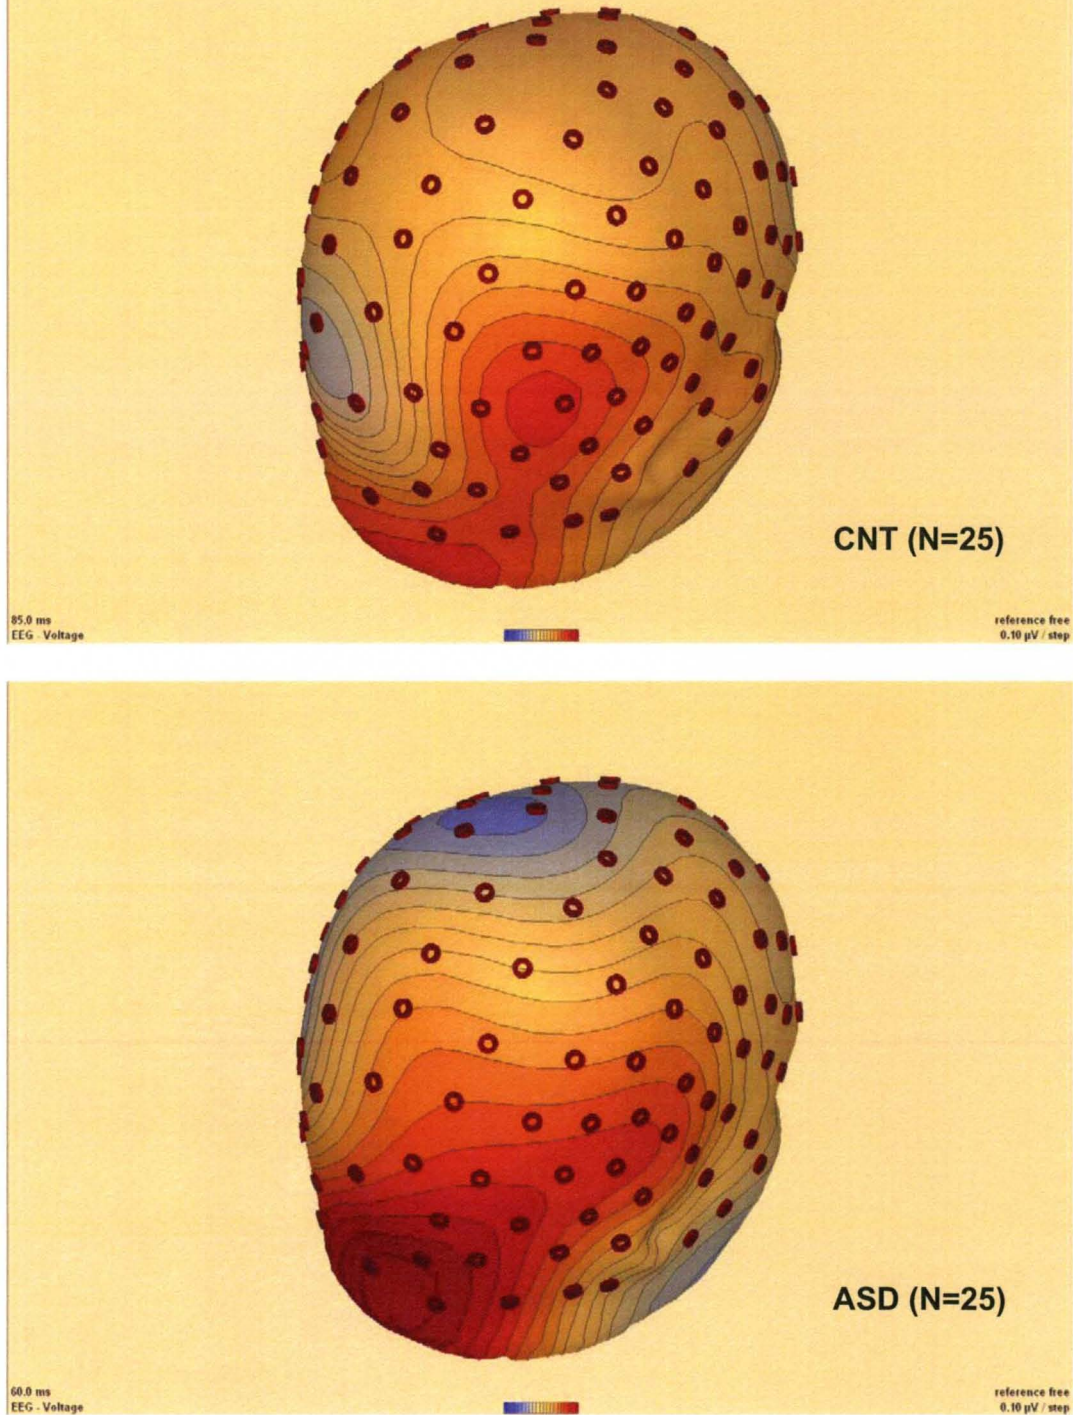 CNT (N=25)
85.0 ms
EEG - Voltage
reference free
0.10 µV / step
ASD (N=25)
60.0 ms
EEG - Voltage
reference free
0.10 µV / step